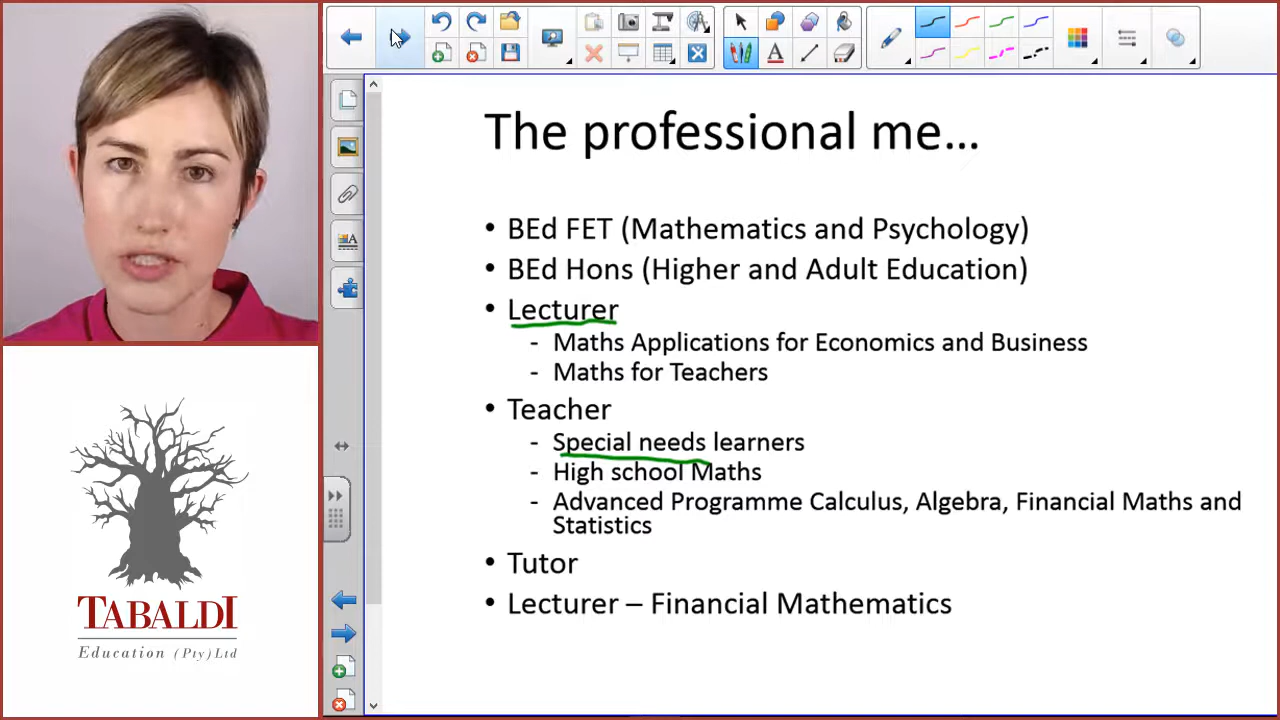 The professional me...
• BEd FET (Mathematics and Psychology)
• BEd Hons (Higher and Adult Education)
• Lecturer
- Maths Applications for Economics and Business
- Maths for Teachers
• Teacher
- Special needs learners
- High school Maths
- Advanced Programme Calculus, Algebra, Financial Maths and
Statistics
• Tutor
• Lecturer – Financial Mathematics
TABALDI
Education (Pty) Ltd